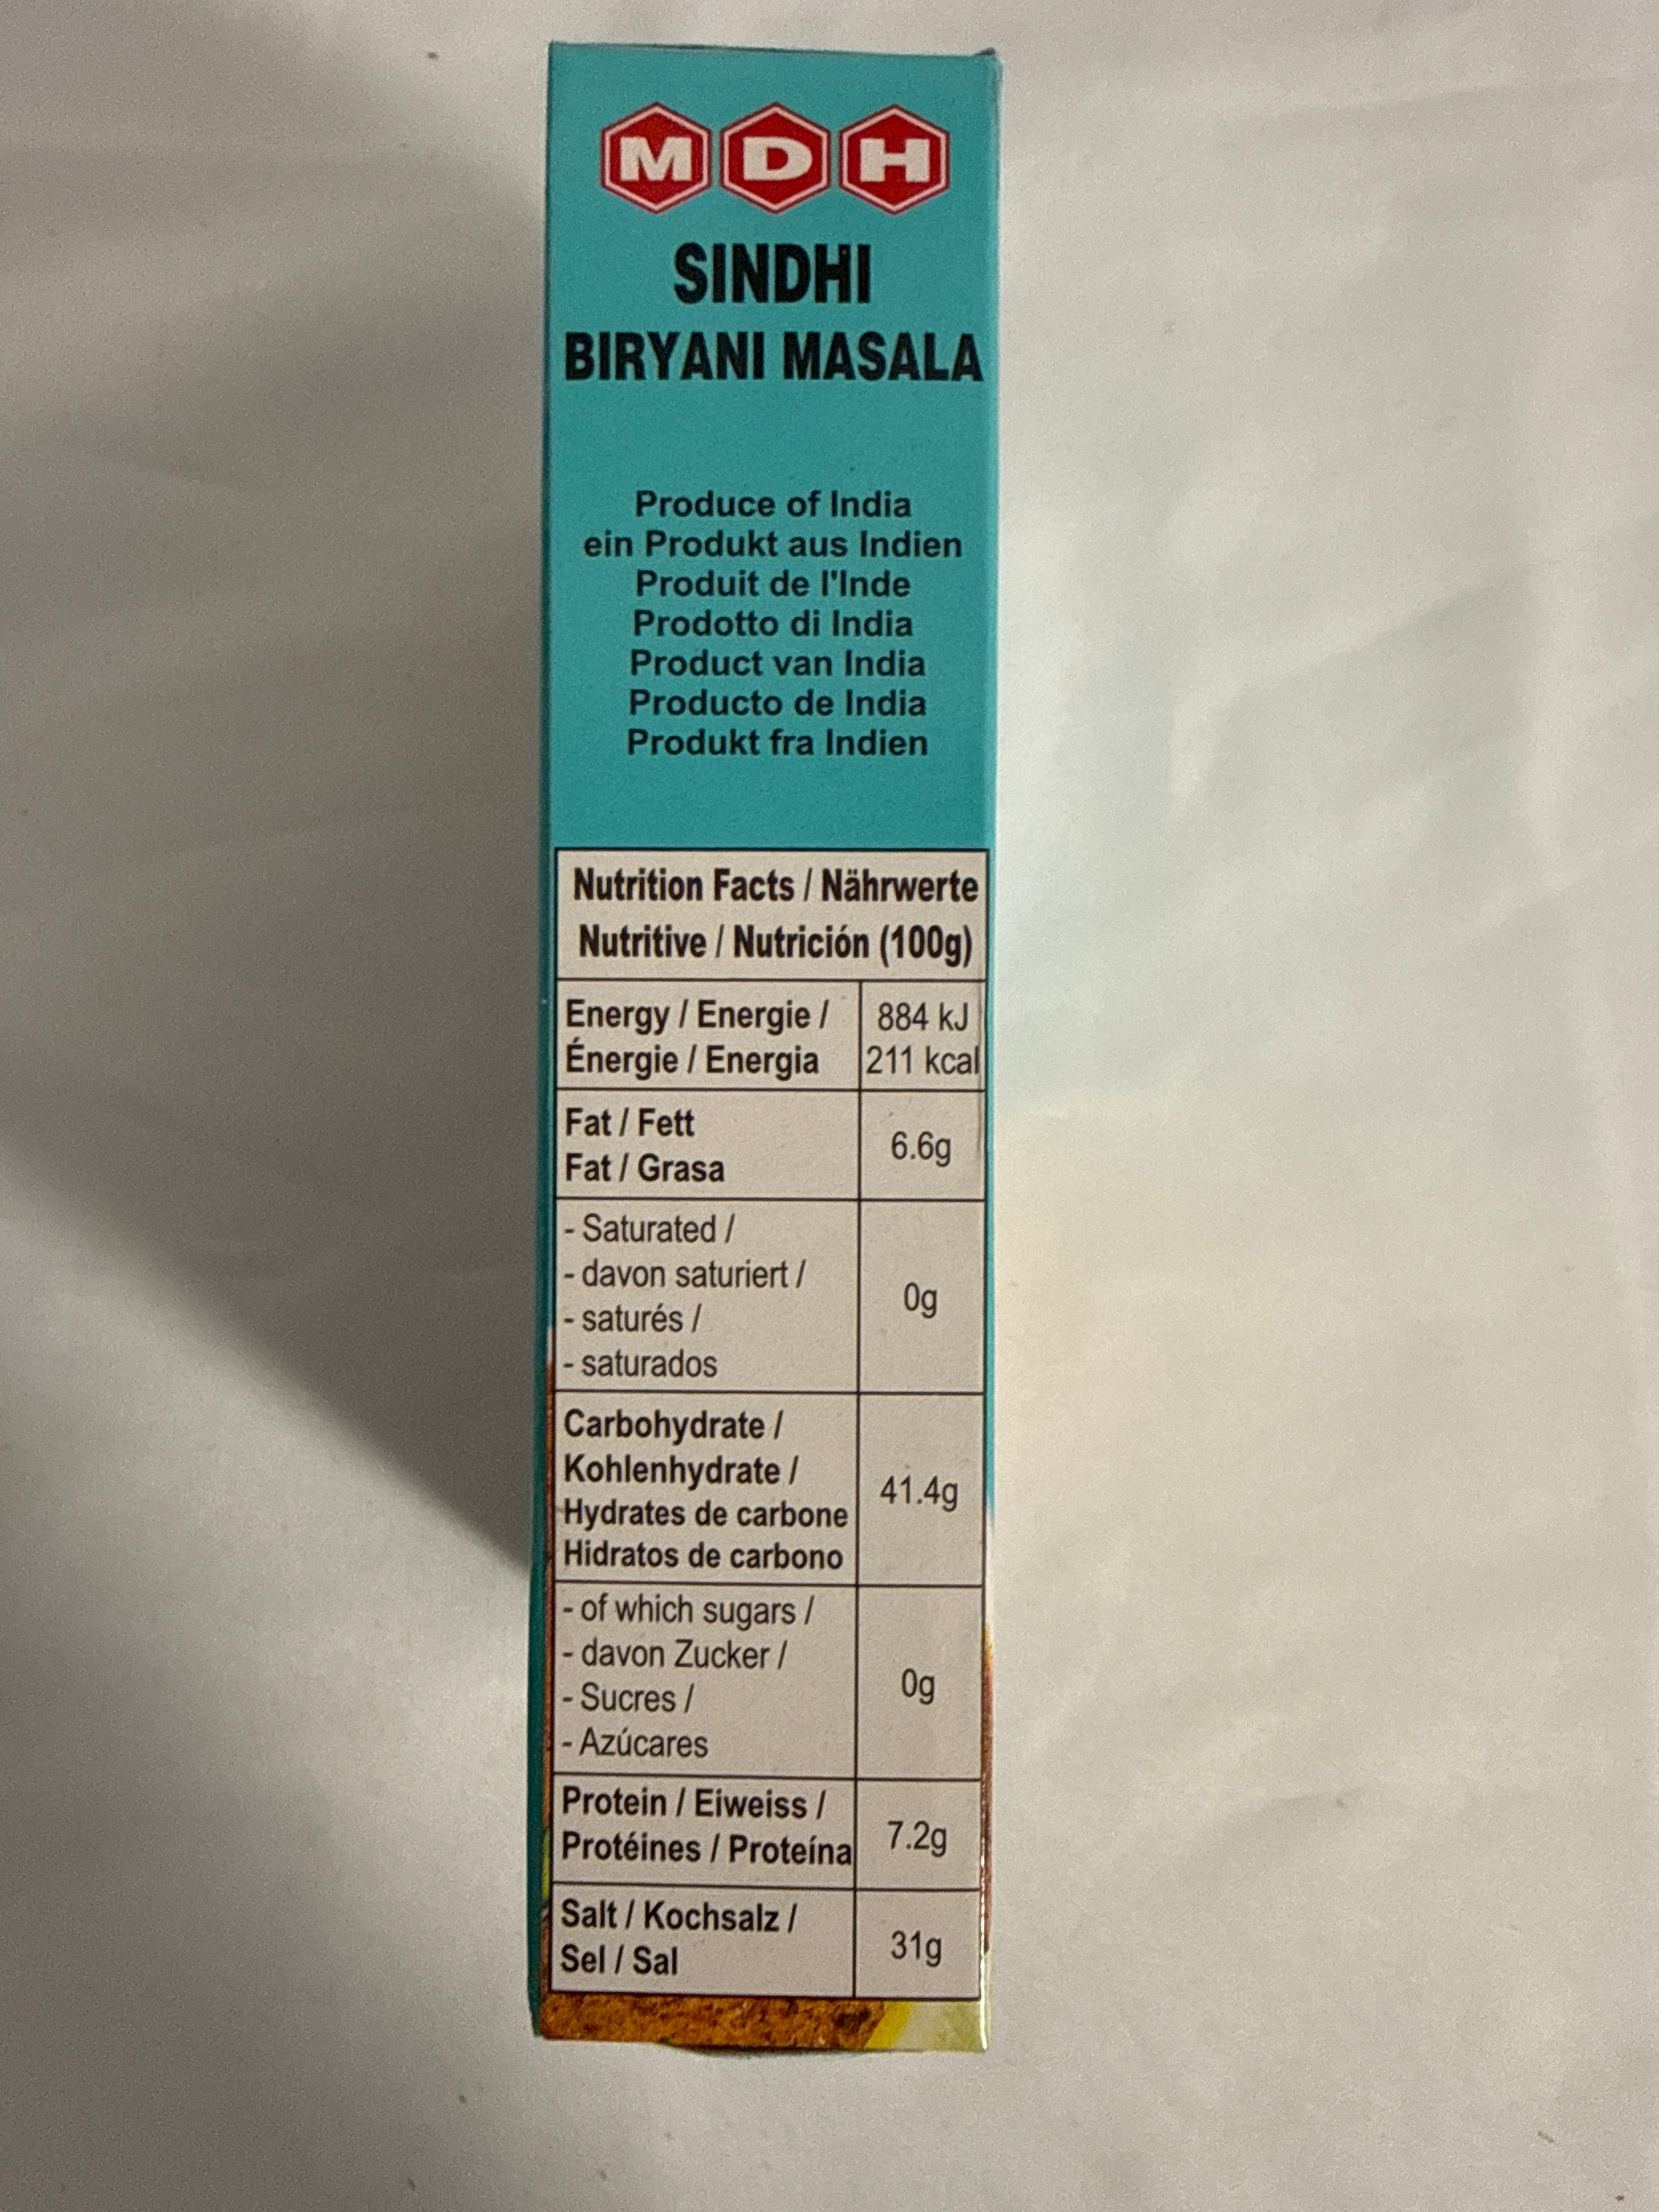 MDH
SINDHI
BIRYANI MASALA
Produce of India
ein Produkt aus Indien
Produit de l'Inde
Prodotto di India
Product van India
Producto de India
Produkt fra Indien
Nutrition Facts / Nährwerte
Nutritive / Nutrición (100g)
Energy / Energie / 884 kJ
Énergie / Energia 211 kcal
Fat / Fett
Fat / Grasa
6.6g
- Saturated /
- davon saturiert /
- saturés /
- saturados
0g
Carbohydrate /
Kohlenhydrate /
Hydrates de carbone
Hidratos de carbono
41.4g
- of which sugars /
- davon Zucker /
- Sucres /
- Azúcares
0g
Protein / Eiweiss /
Protéines / Proteína
7.2g
Salt / Kochsalz /
Sel / Sal
31g